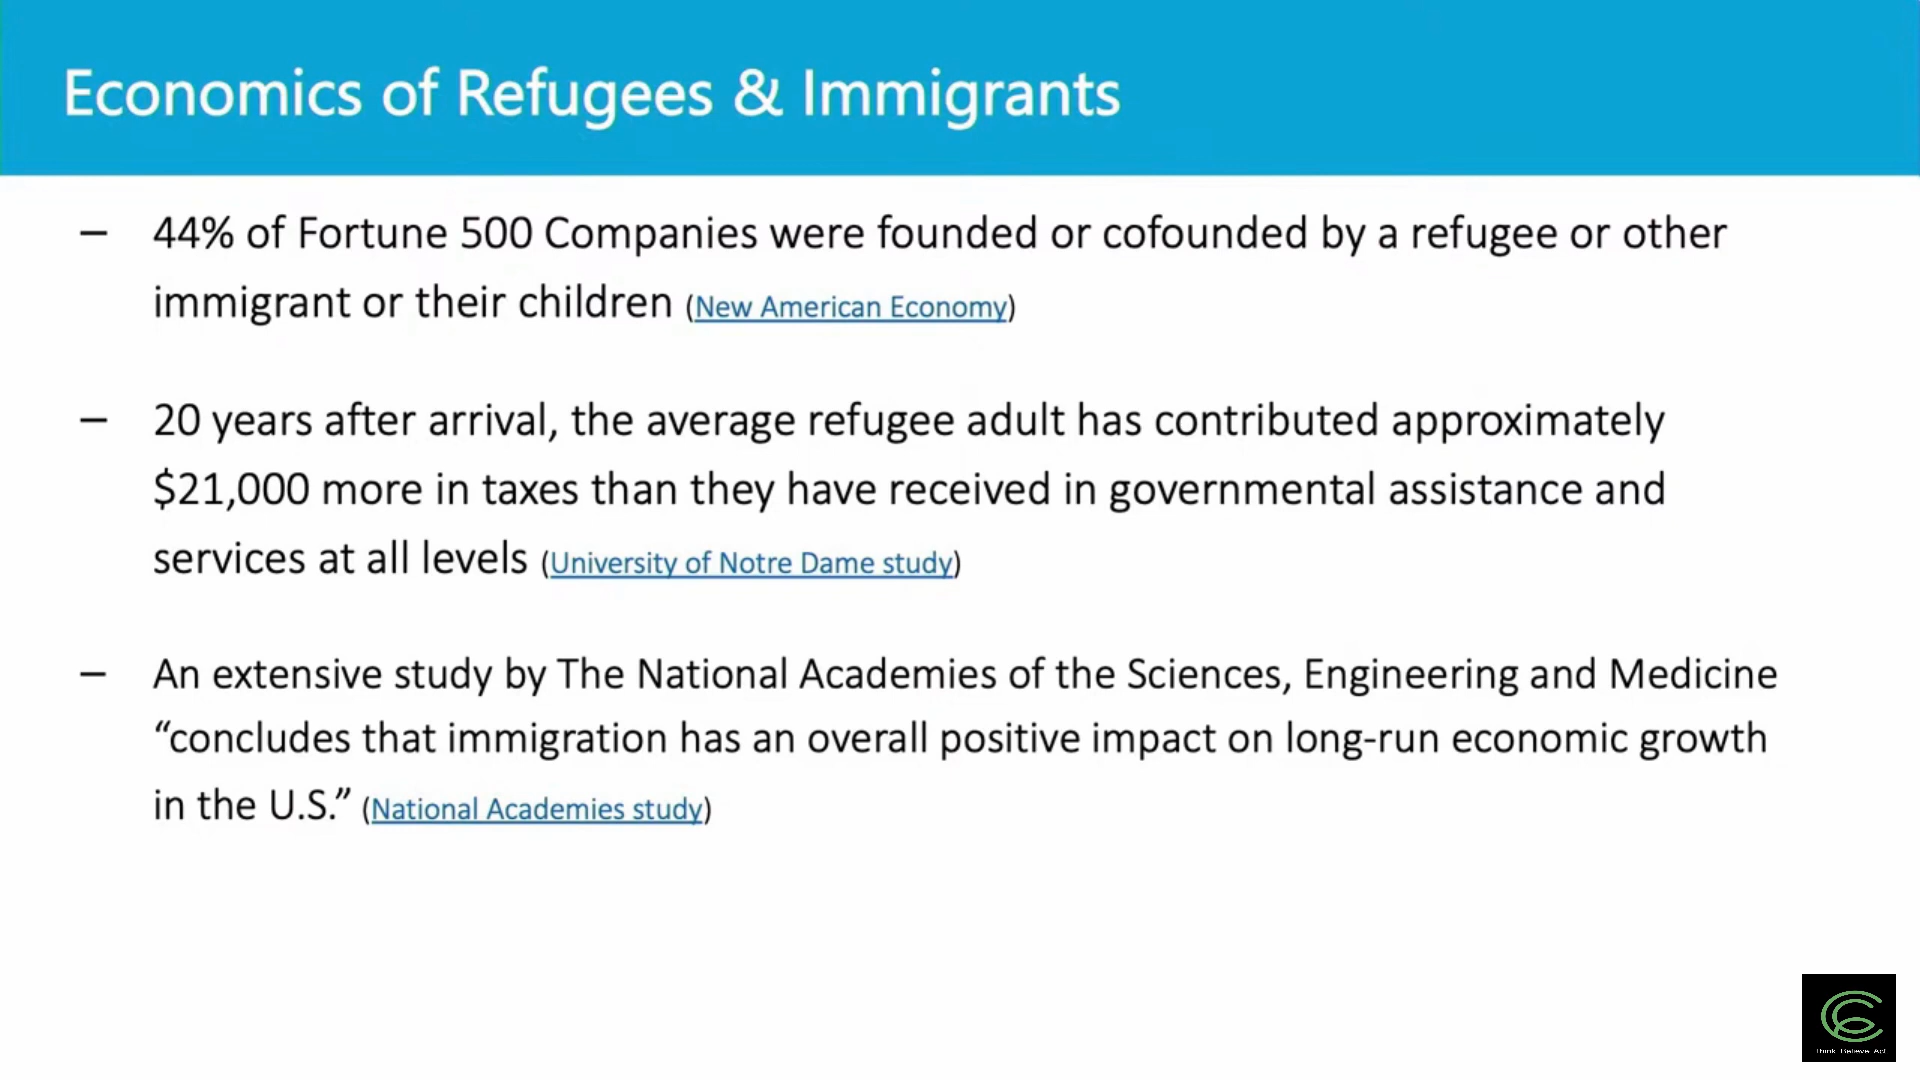 Economics of Refugees & Immigrants
– 44% of Fortune 500 Companies were founded or cofounded by a refugee or other
immigrant or their children (New American Economy)
– 20 years after arrival, the average refugee adult has contributed approximately
$21,000 more in taxes than they have received in governmental assistance and
services at all levels (University of Notre Dame study)
– An extensive study by The National Academies of the Sciences, Engineering and Medicine
“concludes that immigration has an overall positive impact on long-run economic growth
in the U.S.” (National Academies study)
Think Believe Act